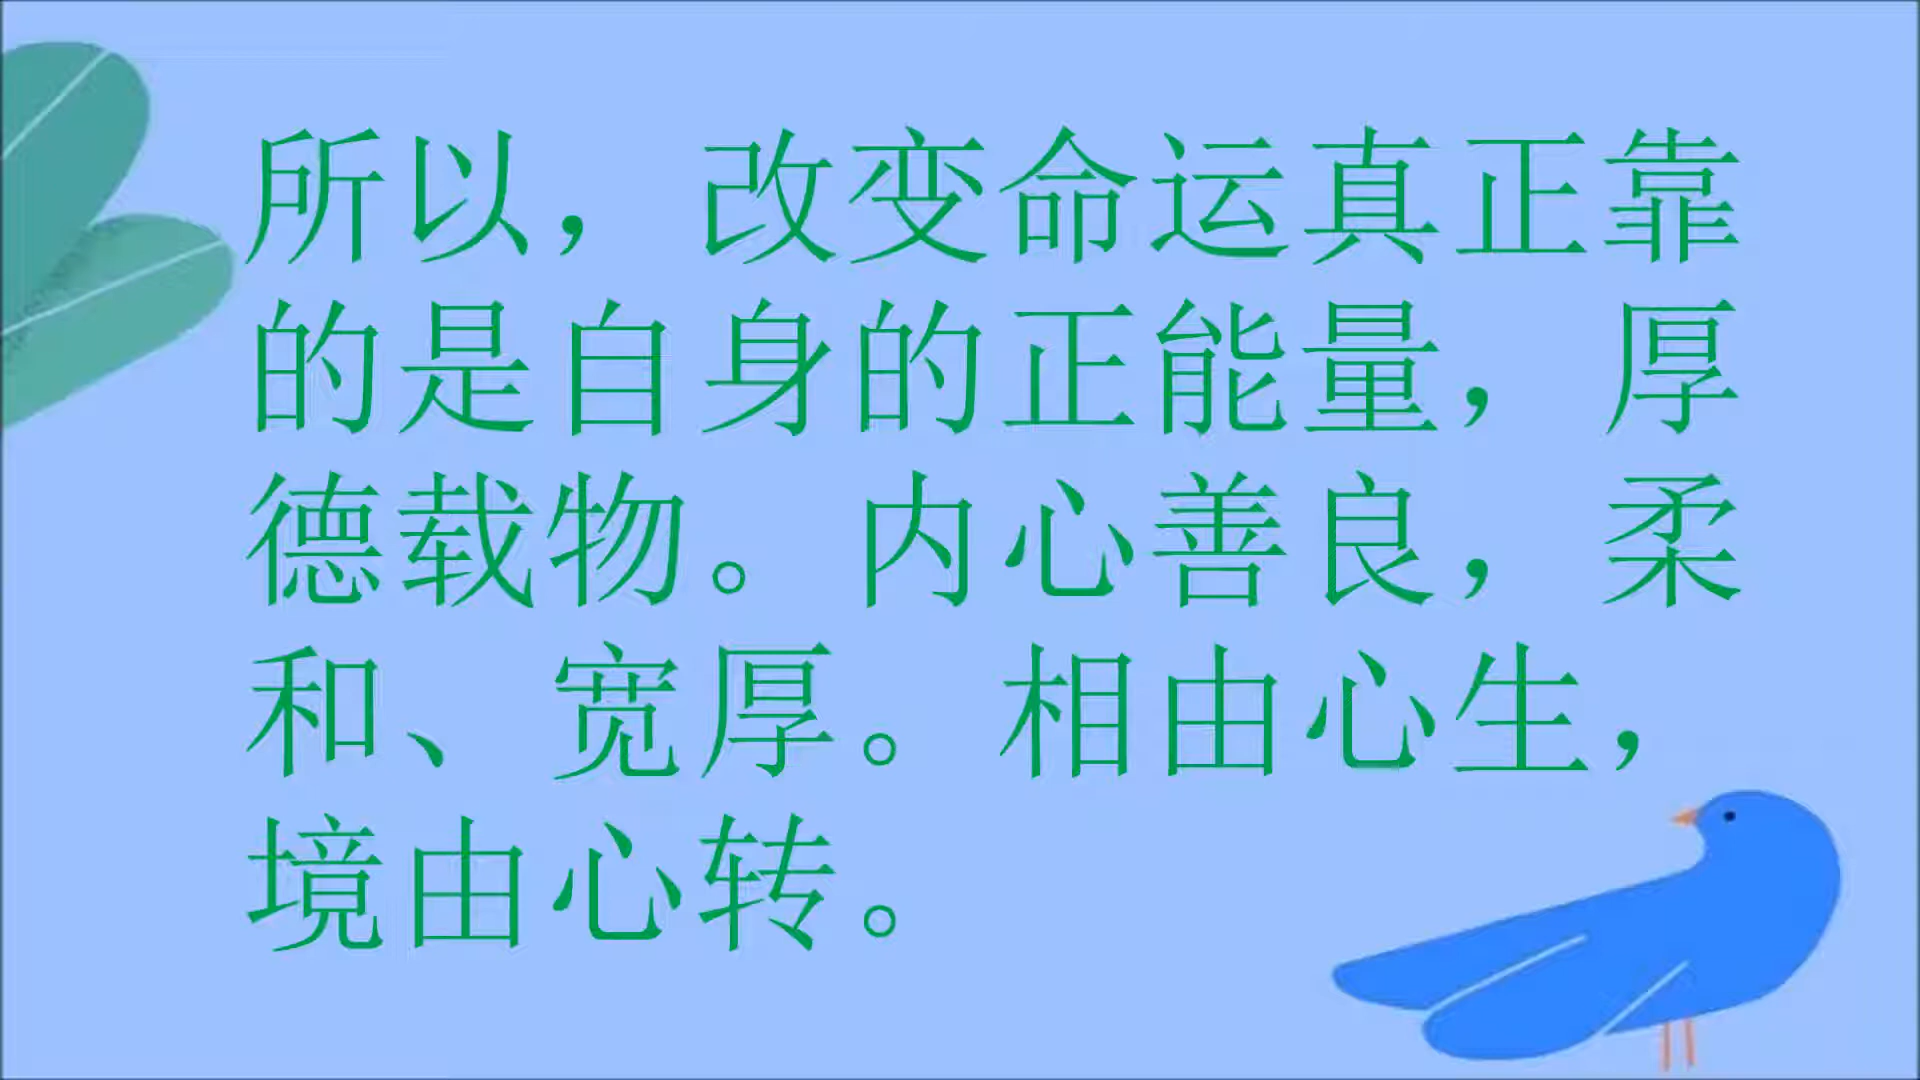 所以，改变命运真正靠
的是自身的正能量，厚
德载物。内心善良，柔
和、宽厚。相由心生，
境由心转。